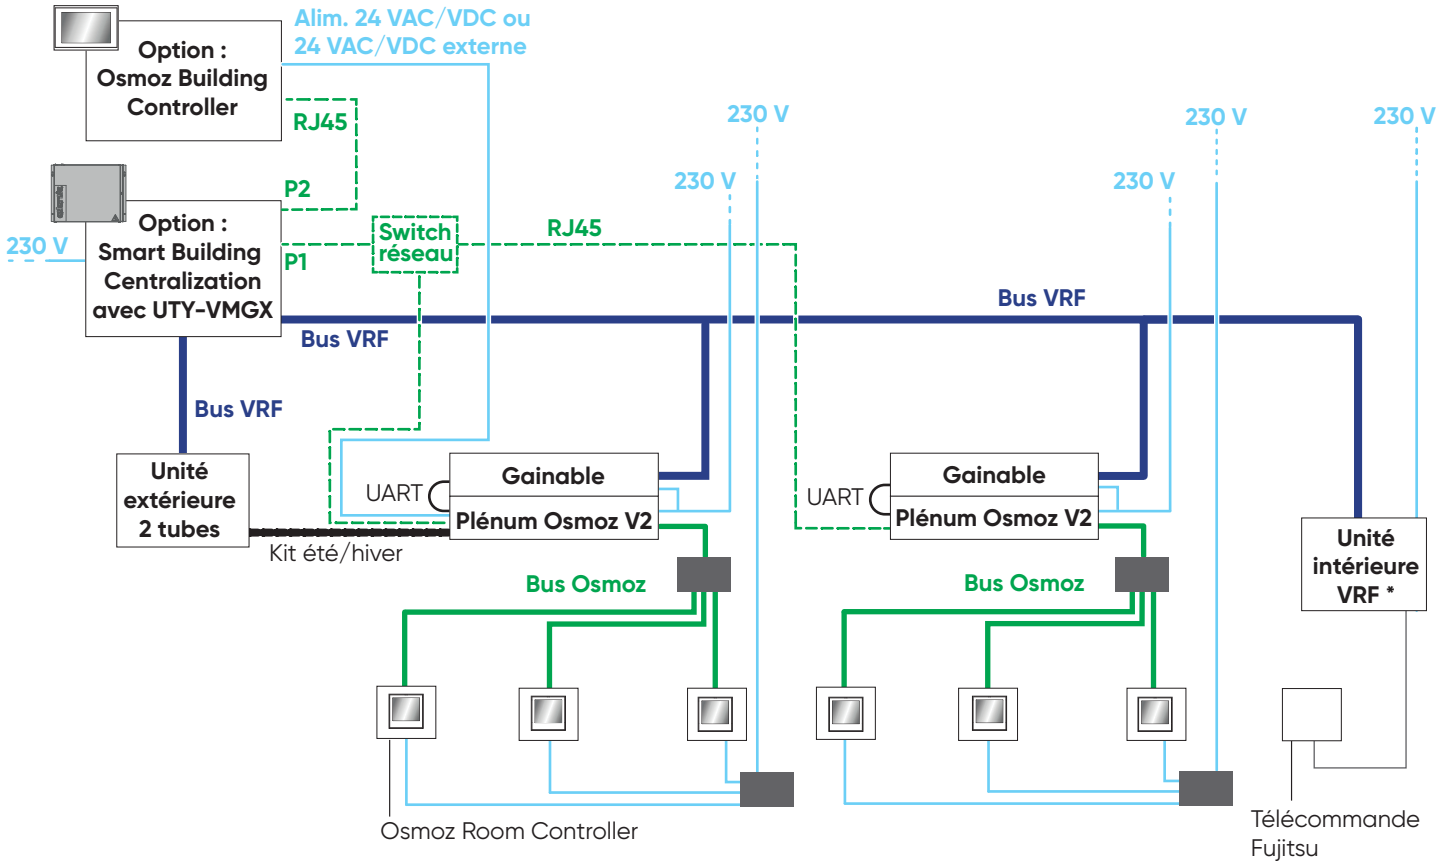 Alim. 24 VAC/VDC ou
24 VAC/VDC externe
Option :
Osmoz Building
Controller
RJ45
230 V
230 V
230 V
230 V
230 V
P2
Option :
Smart Building
Centralization
avec UTY-VMGX
230 V
P1
Switch
réseau
RJ45
Bus VRF
Bus VRF
Bus VRF
Unité
extérieure
2 tubes
UART
Gainable
Plénum Osmoz V2
Kit été/hiver
UART
Gainable
Plénum Osmoz V2
Unité
intérieure
VRF *
Bus Osmoz
Bus Osmoz
Osmoz Room Controller
Télécommande
Fujitsu